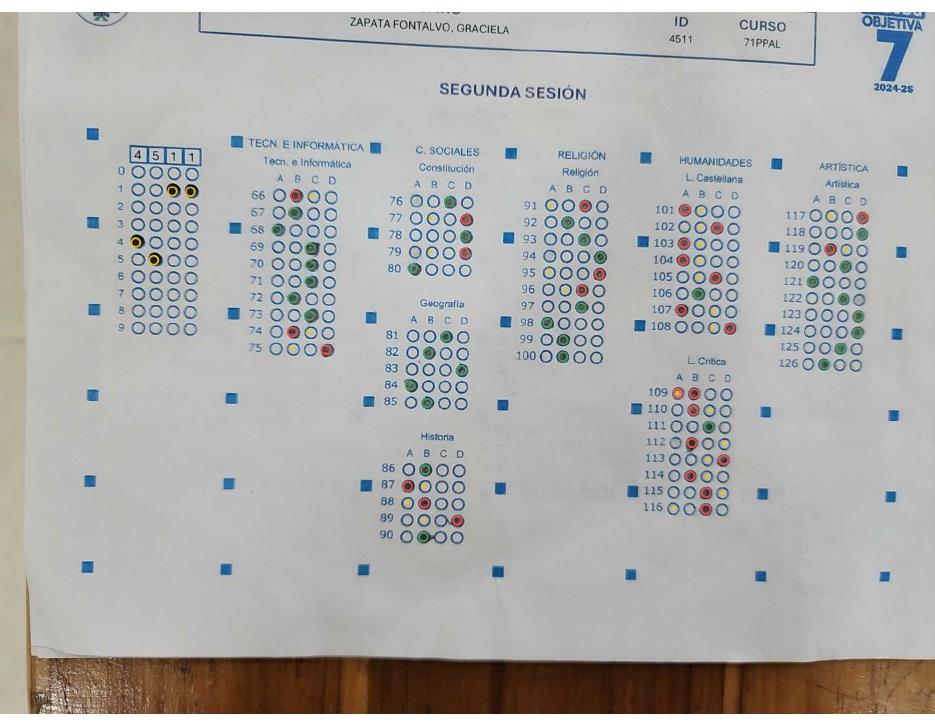 ZAPATA FONTALVO, GRACIELA
ID
4511
CURSO
71PPAL
OBJETIVA
7
2024-2S
SEGUNDA SESIÓN
4 5 1 1
0
1
2
3
4
5
6
7
8
9
TECN. E INFORMÁTICA
Tecn. e Informática
A B C D
66
67
68
69
70
71
72
73
74
75
C. SOCIALES
Constitución
A B C D
76
77
78
79
80
Geografía
A B C D
81
82
83
84
85
Historia
A B C D
86
87
88
89
90
RELIGIÓN
Religión
A B C D
91
92
93
94
95
96
97
98
99
100
HUMANIDADES
L. Castellana
A B C D
101
102
103
104
105
106
107
108
L. Crítica
A B C D
109
110
111
112
113
114
115
116
ARTÍSTICA
Artística
A B C D
117
118
119
120
121
122
123
124
125
126